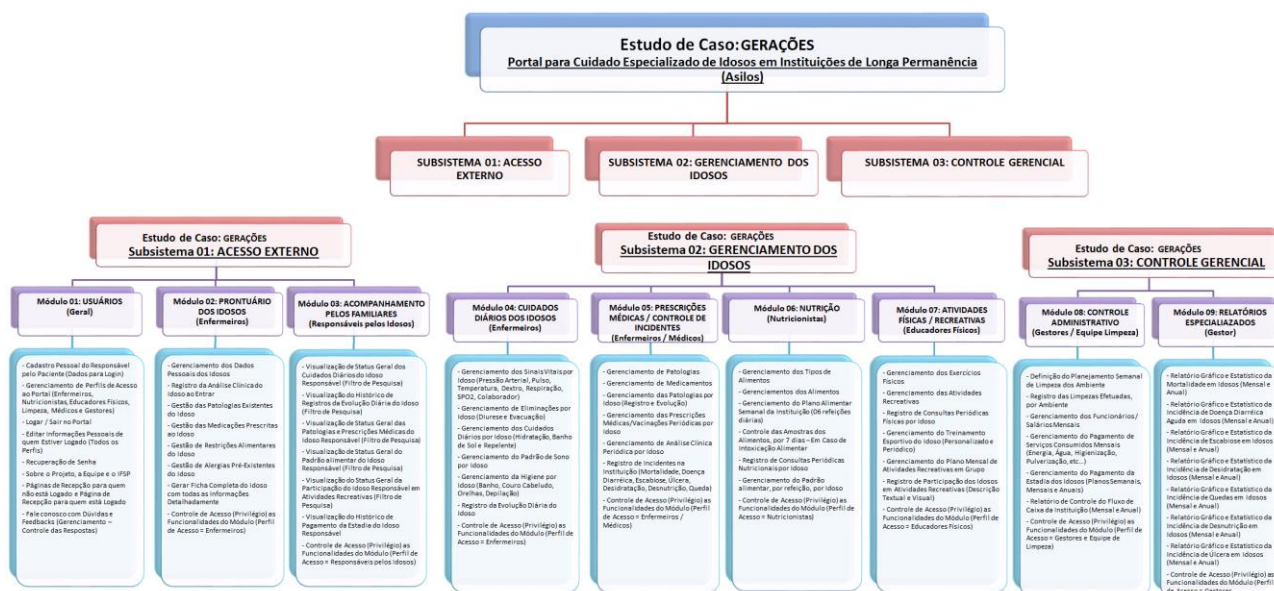 Estudo de Caso: GERAÇÕES
Portal para Cuidado Especializado de Idosos em Instituições de Longa Permanência
(Asilos)
SUBSISTEMA 01: ACESSO
EXTERNO
SUBSISTEMA 02: GERENCIAMENTO DOS
IDOSOS
SUBSISTEMA 03: CONTROLE GERENCIAL
Estudo de Caso: GERAÇÕES
Subsistema 01: ACESSO EXTERNO
Módulo 01: USUÁRIOS
(Geral)
- Cadastro Pessoal do Responsável
pelo Paciente (Dados para Login)
- Gerenciamento de Perfis de Acesso
ao Portal (Enfermeiros,
Nutricionistas, Educadores Físicos,
Limpeza, Médicos e Gestores)
- Logar / Sair no Portal
- Editar Informações Pessoais de
quem Estiver Logado (Todos os
Perfis)
- Recuperação de Senha
- Sobre o Projeto, a Equipe e o IFSP
- Páginas de Recepção para quem
não está Logado e Página de
Recepção para quem está Logado
- Fale conosco com Dúvidas e
Feedbacks (Gerenciamento –
Controle das Respostas)
Módulo 02: PRONTUÁRIO
DOS IDOSOS
(Enfermeiros)
- Gerenciamento dos Dados
Pessoais dos Idosos
- Registro da Análise Clínica do
Idoso ao Entrar
- Gestão das Patologias Existentes
do Idoso
- Gestão das Medicações Prescritas
ao Idoso
- Gestão de Restrições Alimentares
do Idoso
- Gestão de Alergias Pré-Existentes
do Idoso
- Gerar Ficha Completa do Idoso
com todas as Informações
Detalhadamente
- Controle de Acesso (Privilégio) as
Funcionalidades do Módulo (Perfil
de Acesso = Enfermeiros)
Módulo 03: ACOMPANHAMENTO
PELOS FAMILIARES
(Responsáveis pelos Idosos)
- Visualização de Status Geral dos
Cuidados Diários do Idoso
Responsável (Filtro de Pesquisa)
- Visualização do Histórico de
Registros da Evolução Diária do Idoso
(Filtro de Pesquisa)
- Visualização de Status Geral das
Patologias e Prescrições Médicas do
Idoso Responsável (Filtro de Pesquisa)
- Visualização de Status Geral do
Padrão alimentar do Idoso
Responsável (Filtro de Pesquisa)
- Visualização do Status Geral da
Participação do Idoso Responsável em
Atividades Recreativas (Filtro de
Pesquisa)
- Visualização do Histórico de
Pagamento da Estadia do Idoso
Responsável
- Controle de Acesso (Privilégio) as
Funcionalidades do Módulo (Perfil de
Acesso = Responsáveis pelos Idosos)
Estudo de Caso: GERAÇÕES
Subsistema 02: GERENCIAMENTO DOS
IDOSOS
Módulo 04: CUIDADOS
DIÁRIOS DOS IDOSOS
(Enfermeiros)
- Gerenciamento dos Sinais Vitais por
Idoso (Pressão Arterial, Pulso,
Temperatura, Dextro, Respiração,
SPO2, Colaborador)
- Gerenciamento de Eliminações por
Idoso (Diurese e Evacuação)
- Gerenciamento dos Cuidados
Diários por Idoso (Hidratação, Banho
de Sol e Repelente)
- Gerenciamento do Padrão de Sono
por Idoso
- Gerenciamento da Higiene por
Idoso (Banho, Couro Cabeludo,
Orelhas, Depilação)
- Registro da Evolução Diária do
Idoso
- Controle de Acesso (Privilégio) as
Funcionalidades do Módulo (Perfil de
Acesso = Enfermeiros)
Módulo 05: PRESCRIÇÕES
MÉDICAS / CONTROLE DE
INCIDENTES
(Enfermeiros / Médicos)
- Gerenciamento de Patologias
- Gerenciamento de Medicamentos
- Gerenciamento das Patologias por
Idoso (Registro e Evolução)
- Gerenciamento das Prescrições
Médicas/Vacinações Periódicas por
Idoso
- Gerenciamento de Análise Clínica
Periódica por Idoso
- Registro de Incidentes na
Instituição (Mortalidade, Doença
Diarréica, Escabiose, Úlcera,
Desidratação, Desnutrição, Queda)
- Controle de Acesso (Privilégio) as
Funcionalidades do Módulo (Perfil de
Acesso = Enfermeiros /
Médicos)
Módulo 06: NUTRIÇÃO
(Nutricionistas)
- Gerenciamento dos Tipos de
Alimentos
- Gerenciamentos dos Alimentos
- Gerenciamento do Plano Alimentar
Semanal da Instituição (06 refeições
diárias)
- Controle das Amostras dos
Alimentos, por 7 dias – Em Caso de
Intoxicação Alimentar
- Registro de Consultas Periódicas
Nutricionais por Idoso
- Gerenciamento do Padrão
alimentar, por refeição, por Idoso
- Controle de Acesso (Privilégio) as
Funcionalidades do Módulo (Perfil de
Acesso = Nutricionistas)
Módulo 07: ATIVIDADES
FÍSICAS / RECREATIVAS
(Educadores Físicos)
- Gerenciamento dos Exercícios
Físicos
- Gerenciamento das Atividades
Recreativas
- Registro de Consultas Periódicas
Físicas por Idoso
- Gerenciamento do Treinamento
Esportivo do Idoso (Personalizado e
Periódico)
- Gerenciamento do Plano Mensal de
Atividades Recreativas em Grupo
- Registro de Participação dos Idosos em
Atividades Recreativas (Descrição
Textual e Visual)
- Controle de Acesso (Privilégio) as
Funcionalidades do Módulo (Perfil de
Acesso = Educadores Físicos)
Estudo de Caso: GERAÇÕES
Subsistema 03: CONTROLE GERENCIAL
Módulo 08: CONTROLE
ADMINISTRATIVO
(Gestores / Equipe Limpeza)
- Definição do Planejamento Semanal
de Limpeza dos Ambiente
- Registro das Limpezas Efetuadas,
por Ambiente
- Gerenciamento dos Funcionários/
Salários Mensais
- Gerenciamento do Pagamento de
Serviços Consumidos Mensais
(Energia, Água, Higienização,
Pulverização, etc...)
- Gerenciamento do Pagamento da
Estadia dos Idosos (Planos Semanais,
Mensais e Anuais)
- Relatório de Controle do Fluxo de
Caixa da Instituição (Mensal e Anual)
- Controle de Acesso (Privilégio) as
Funcionalidades do Módulo (Perfil de
Acesso = Gestores e Equipe de
Limpeza)
Módulo 09: RELATÓRIOS
ESPECIALIZADOS
(Gestor)
- Relatório Gráfico e Estatístico da
Mortalidade em Idosos (Mensal e
Anual)
- Relatório Gráfico e Estatístico da
Incidência de Doença Diarréica
Aguda em Idosos (Mensal e Anual)
- Relatório Gráfico e Estatístico da
Incidência de Escabiose em Idosos
(Mensal e Anual)
- Relatório Gráfico e Estatístico da
Incidência de Desidratação em
Idosos (Mensal e Anual)
- Relatório Gráfico e Estatístico da
Incidência de Quedas em Idosos
(Mensal e Anual)
- Relatório Gráfico e Estatístico da
Incidência de Desnutrição em
Idosos (Mensal e Anual)
- Relatório Gráfico e Estatístico da
Incidência de Úlcera em Idosos
(Mensal e Anual)
- Controle de Acesso (Privilégio) as
Funcionalidades do Módulo (Perfil
de Acesso = Gestores